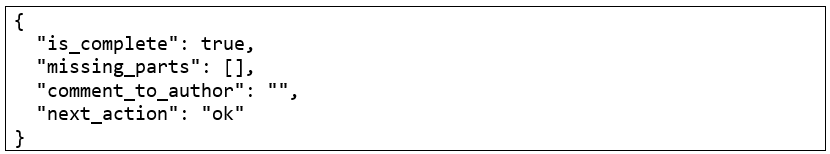 {
  "is_complete": true,
  "missing_parts": [],
  "comment_to_author": "",
  "next_action": "ok"
}